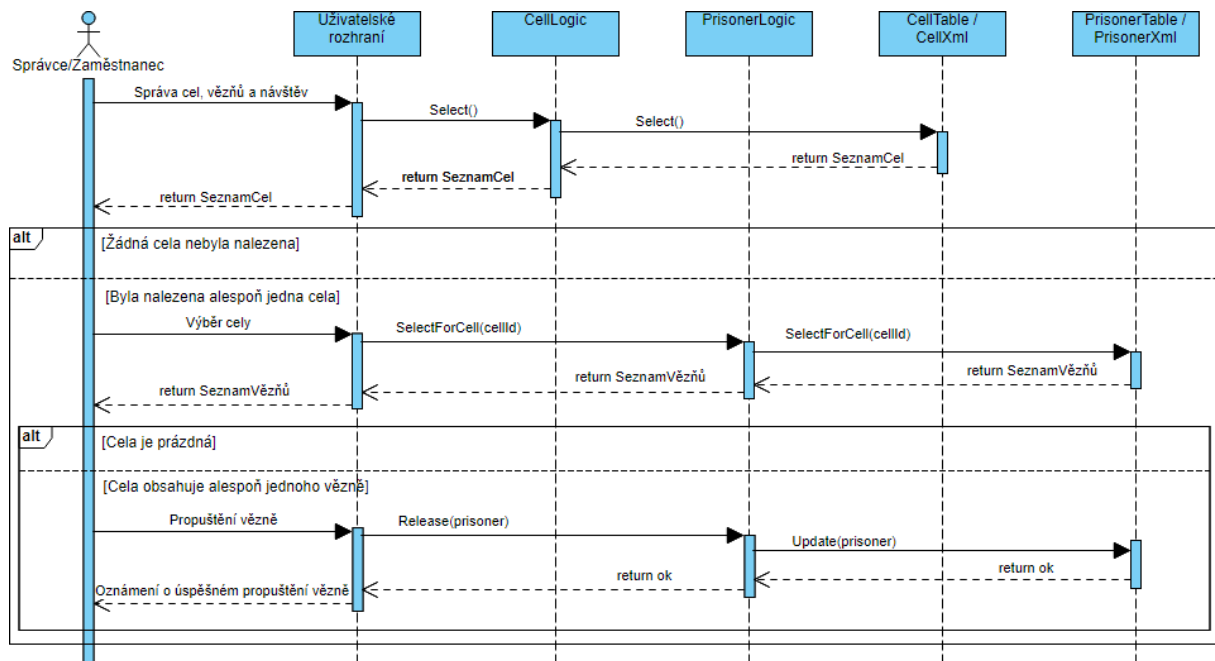 Správce/Zaměstnanec
Uživatelské
rozhraní
CellLogic
PrisonerLogic
CellTable /
CellXml
PrisonerTable /
PrisonerXml
Správa cel, vězňů a návštěv
Select()
Select()
return SeznamCel
return SeznamCel
return SeznamCel
alt
[Žádná cela nebyla nalezena]
[Byla nalezena alespoň jedna cela]
Výběr cely
SelectForCell(cellId)
SelectForCell(cellId)
return SeznamVězňů
return SeznamVězňů
return SeznamVězňů
alt
[Cela je prázdná]
[Cela obsahuje alespoň jednoho vězně]
Propuštění vězně
Release(prisoner)
Update(prisoner)
return ok
return ok
Oznámení o úspěšném propuštění vězně